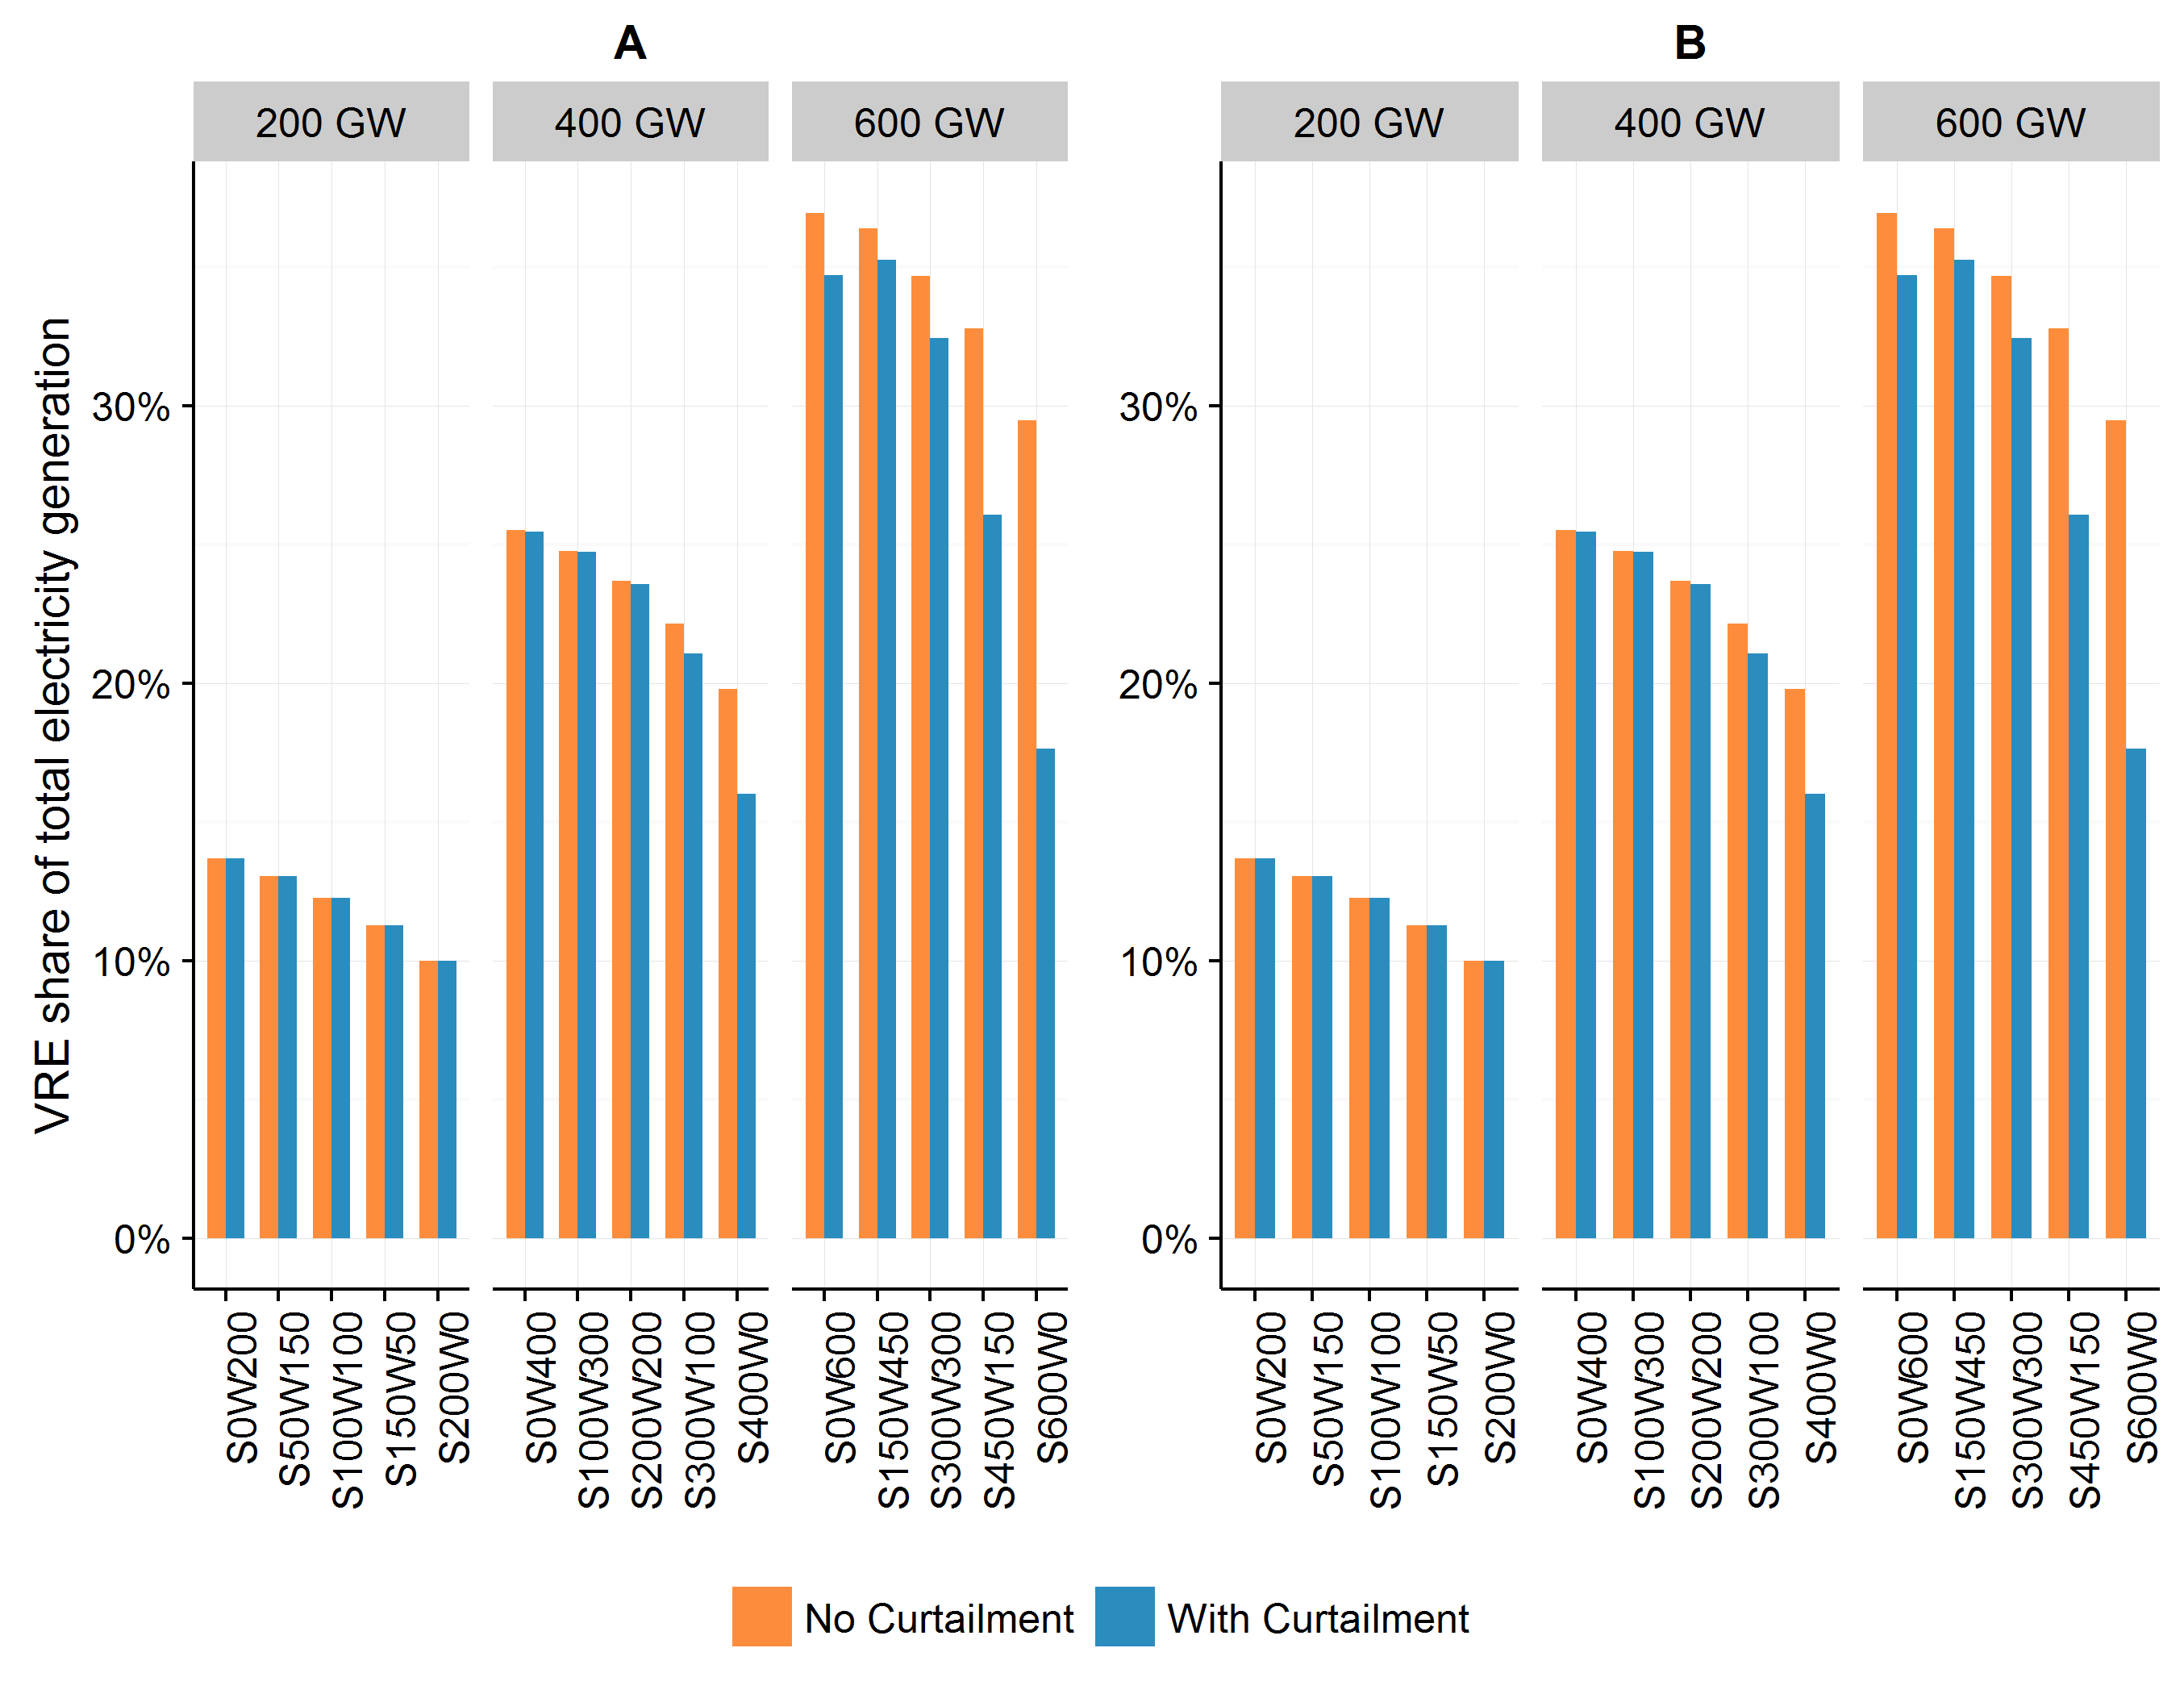 A
B
200 GW
400 GW
600 GW
200 GW
400 GW
600 GW
VRE share of total electricity generation
30%
20%
10%
0%
30%
20%
10%
0%
S0W200
S50W150
S100W100
S150W50
S200W0
S0W400
S100W300
S200W200
S300W100
S400W0
S0W600
S150W450
S300W300
S450W150
S600W0
S0W200
S50W150
S100W100
S150W50
S200W0
S0W400
S100W300
S200W200
S300W100
S400W0
S0W600
S150W450
S300W300
S450W150
S600W0
No Curtailment
With Curtailment